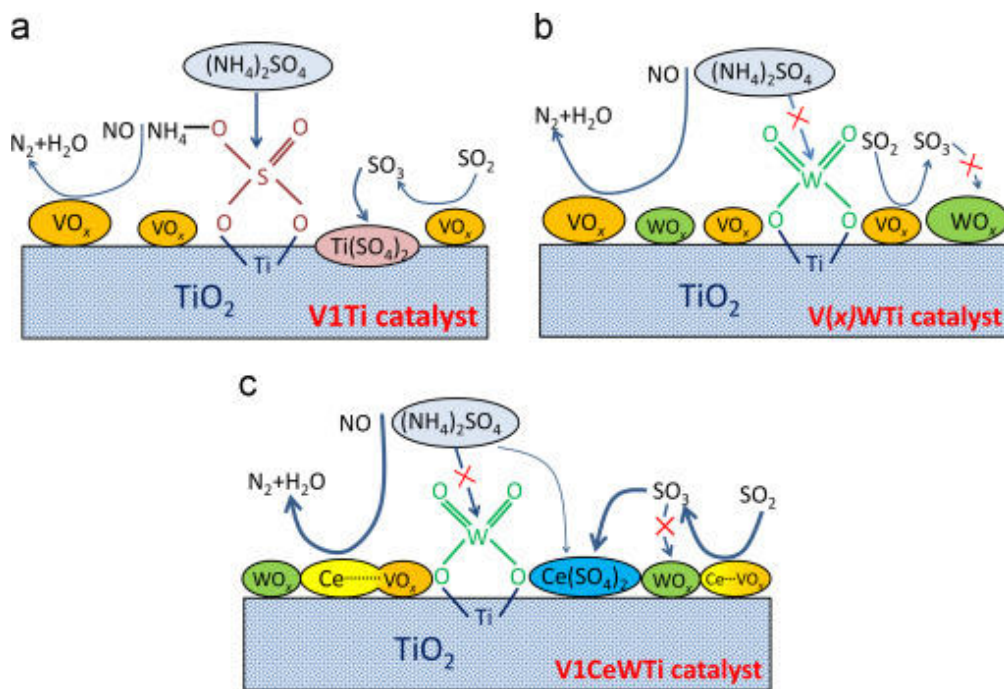 a
(NH₄)₂SO₄
NO NH₄ O O
N₂+H₂O
S
SO₃ SO₂
VOₓ VOₓ O O Ti(SO₄)₂ VOₓ
Ti
TiO₂
V1Ti catalyst
b
NO (NH₄)₂SO₄
N₂+H₂O
O O SO₂ SO₃
W
VOₓ WOₓ VOₓ O O VOₓ WOₓ
Ti
TiO₂
V(x)WTi catalyst
c
NO (NH₄)₂SO₄
N₂+H₂O
O O SO₃ SO₂
W
WOₓ Ce VOₓ O O Ce(SO₄)₂ WOₓ Ce VOₓ
Ti
TiO₂
V1CeWTi catalyst